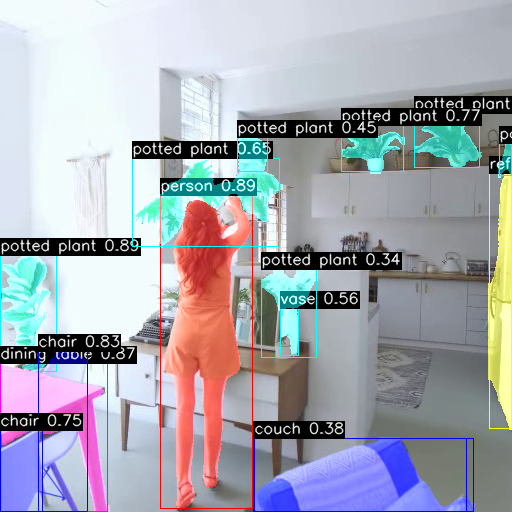 potted plant
potted plant 0.77
potted plant 0.45
potted plant 0.65
person 0.89
potted plant 0.89
potted plant 0.34
vase 0.56
chair 0.83
dining table 0.87
chair 0.75
couch 0.38
ref